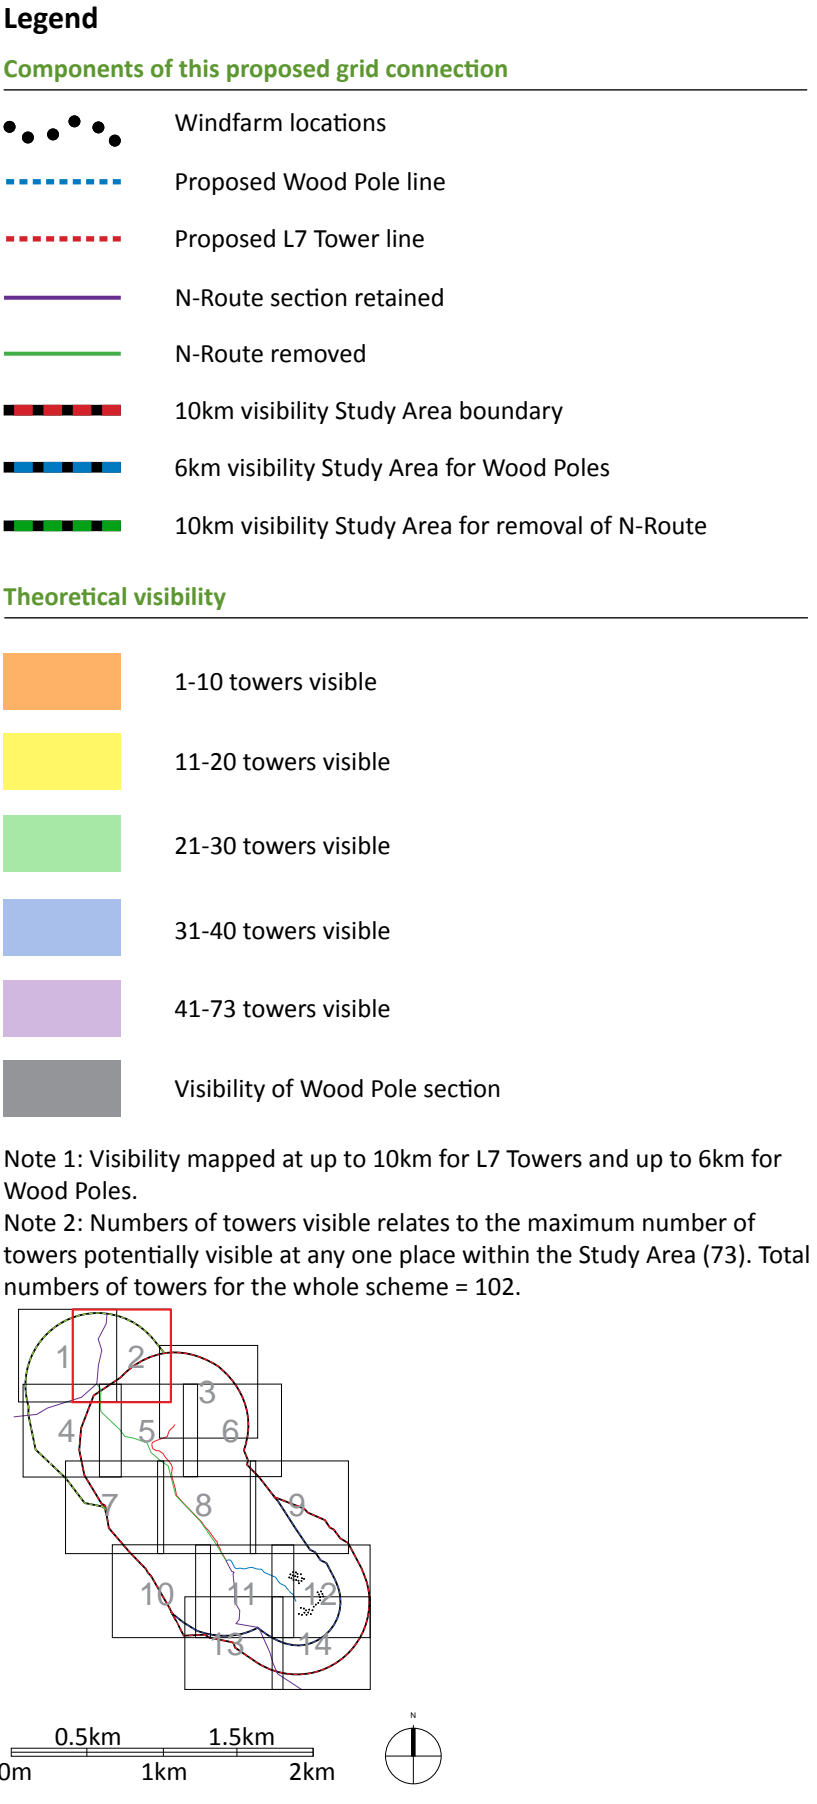 Legend
Components of this proposed grid connection
Windfarm locations
Proposed Wood Pole line
Proposed L7 Tower line
N-Route section retained
N-Route removed
10km visibility Study Area boundary
6km visibility Study Area for Wood Poles
10km visibility Study Area for removal of N-Route
Theoretical visibility
1-10 towers visible
11-20 towers visible
21-30 towers visible
31-40 towers visible
41-73 towers visible
Visibility of Wood Pole section
Note 1: Visibility mapped at up to 10km for L7 Towers and up to 6km for
Wood Poles.
Note 2: Numbers of towers visible relates to the maximum number of
towers potentially visible at any one place within the Study Area (73). Total
numbers of towers for the whole scheme = 102.
1
2
3
4
5
6
7
8
9
10
11
12
13
14
N
0.5km 1.5km
0m 1km 2km